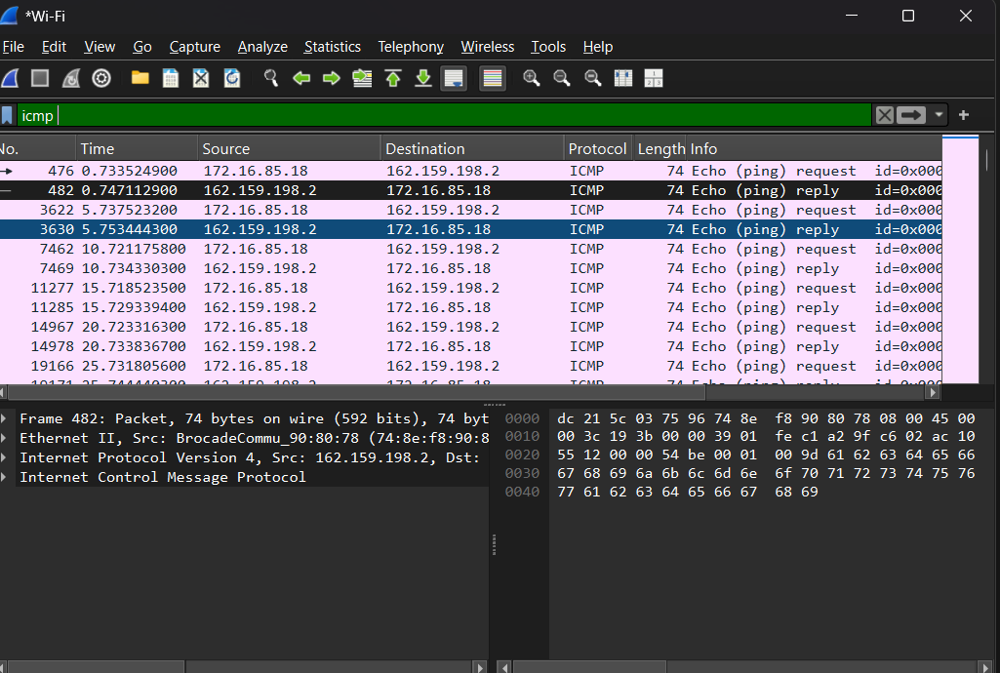 *Wi-Fi
File Edit View Go Capture Analyze Statistics Telephony Wireless Tools Help
icmp
No. Time Source Destination Protocol Length Info
476 0.733524900 172.16.85.18 162.159.198.2 ICMP 74 Echo (ping) request id=0x000
482 0.747112900 162.159.198.2 172.16.85.18 ICMP 74 Echo (ping) reply id=0x000
3622 5.737523200 172.16.85.18 162.159.198.2 ICMP 74 Echo (ping) request id=0x000
3630 5.753444300 162.159.198.2 172.16.85.18 ICMP 74 Echo (ping) reply id=0x000
7462 10.721175800 172.16.85.18 162.159.198.2 ICMP 74 Echo (ping) request id=0x000
7469 10.734330300 162.159.198.2 172.16.85.18 ICMP 74 Echo (ping) reply id=0x000
11277 15.718523500 172.16.85.18 162.159.198.2 ICMP 74 Echo (ping) request id=0x000
11285 15.729339400 162.159.198.2 172.16.85.18 ICMP 74 Echo (ping) reply id=0x000
14967 20.723316300 172.16.85.18 162.159.198.2 ICMP 74 Echo (ping) request id=0x000
14978 20.733836700 162.159.198.2 172.16.85.18 ICMP 74 Echo (ping) reply id=0x000
19166 25.731805600 172.16.85.18 162.159.198.2 ICMP 74 Echo (ping) request id=0x000
Frame 482: Packet, 74 bytes on wire (592 bits), 74 byt
Ethernet II, Src: BrocadeCommu_90:80:78 (74:8e:f8:90:8
Internet Protocol Version 4, Src: 162.159.198.2, Dst:
Internet Control Message Protocol
0000 dc 21 5c 03 75 96 74 8e f8 90 80 78 08 00 45 00
0010 00 3c 19 3b 00 00 39 01 fe c1 a2 9f c6 02 ac 10
0020 55 12 00 00 54 be 00 01 00 9d 61 62 63 64 65 66
0030 67 68 69 6a 6b 6c 6d 6e 6f 70 71 72 73 74 75 76
0040 77 61 62 63 64 65 66 67 68 69